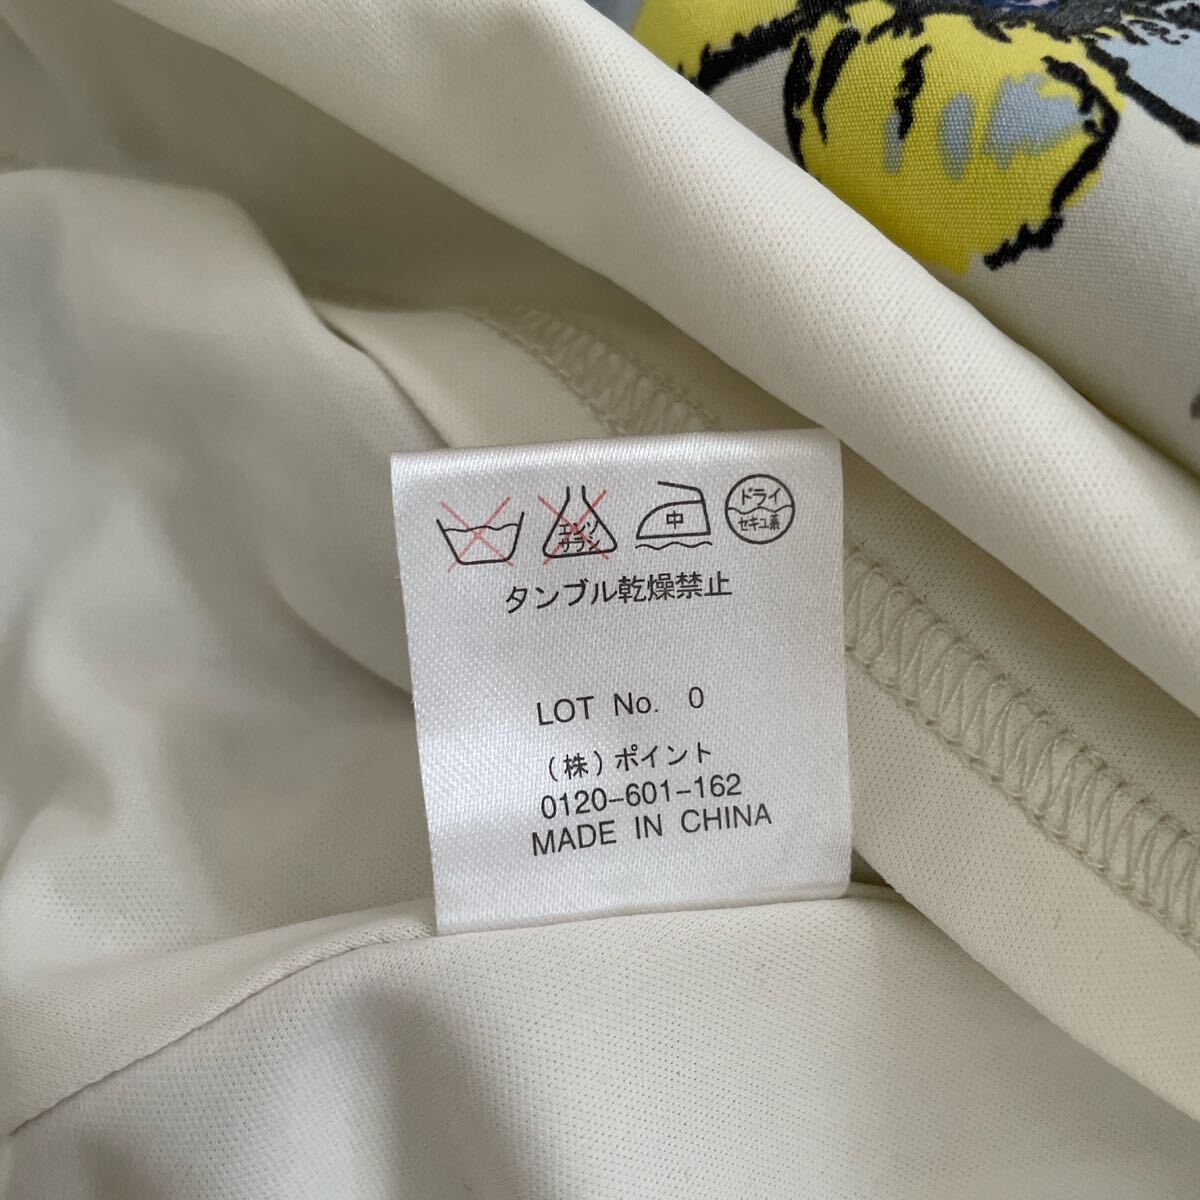 エンソ
サラシ
中
ドライ
セキユ系
タンブル乾燥禁止
LOT No. 0
(株)ポイント
0120-601-162
MADE IN CHINA